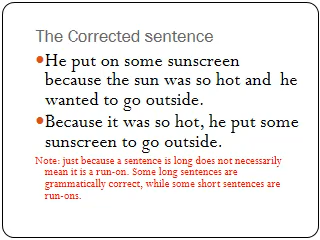 The Corrected sentence
He put on some sunscreen
because the sun was so hot and he
wanted to go outside.
Because it was so hot, he put some
sunscreen to go outside.
Note: just because a sentence is long does not necessarily
mean it is a run-on. Some long sentences are
grammatically correct, while some short sentences are
run-ons.